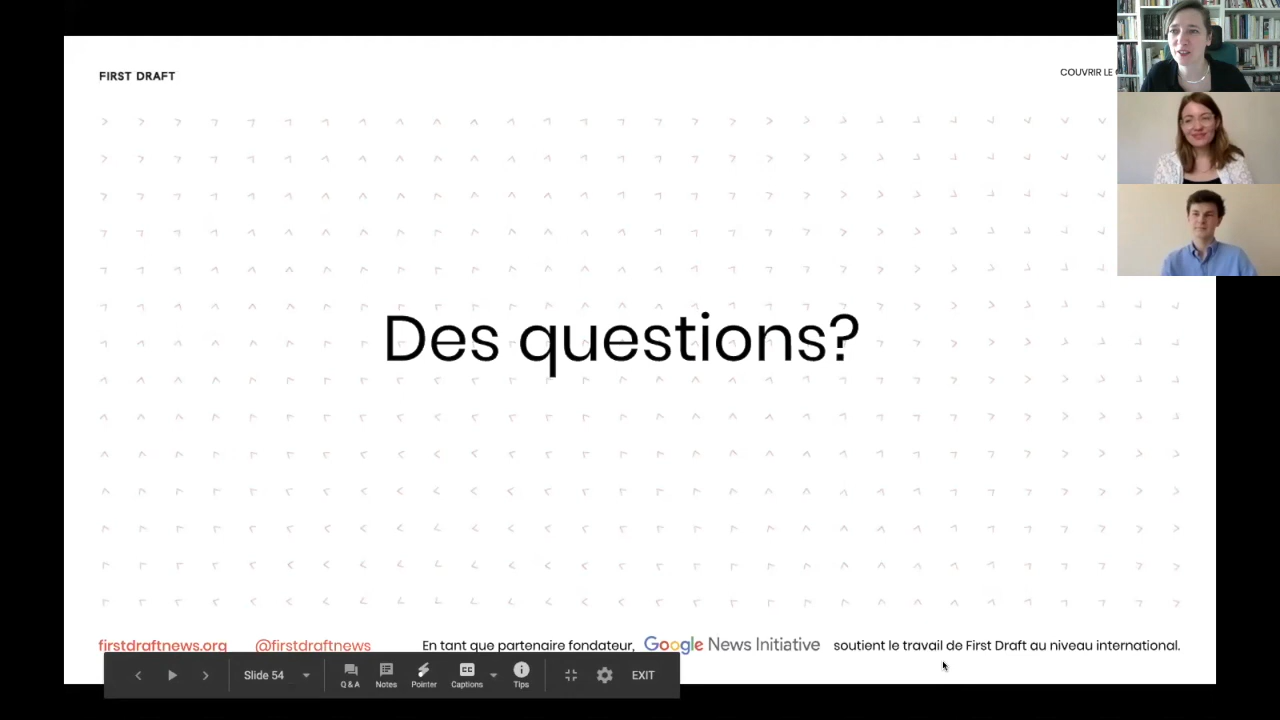 FIRST DRAFT
COUVRIR LE
Des questions?
firstdraftnews.org @firstdraftnews En tant que partenaire fondateur, Google News Initiative soutient le travail de First Draft au niveau international.
Slide 54
Q & A Notes Pointer Captions Tips EXIT